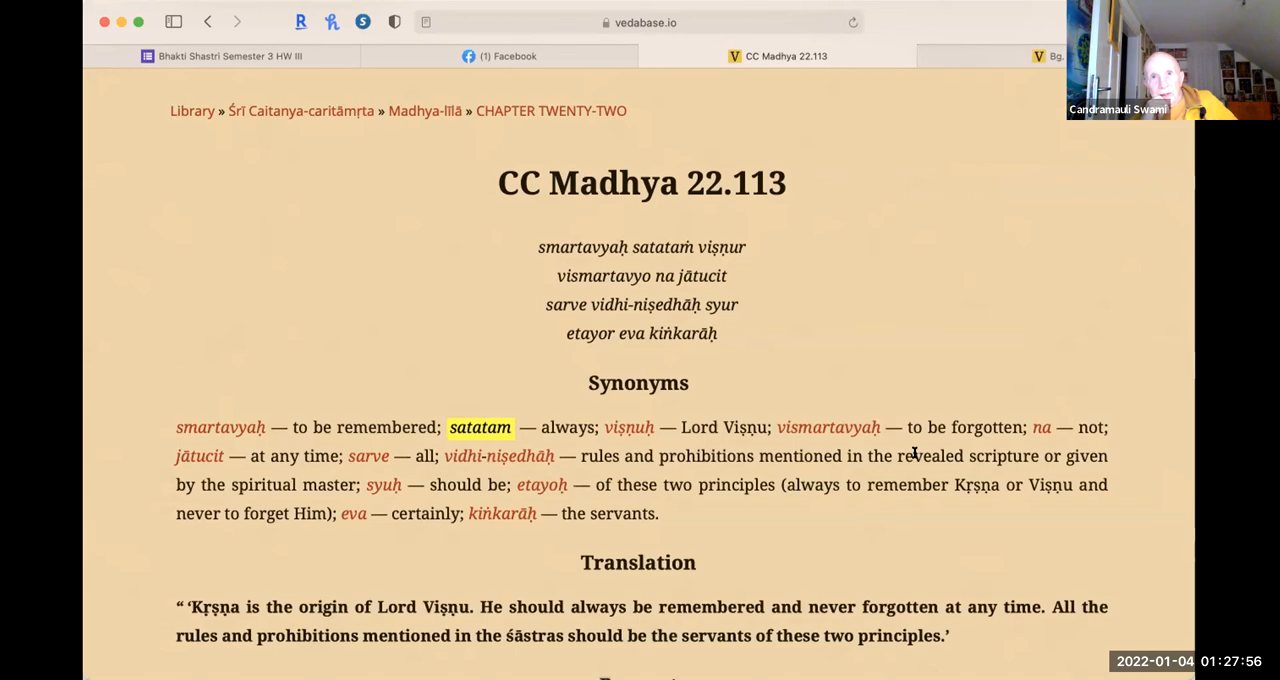 vedabase.io
Bhakti Shastri Semester 3 HW III
(1) Facebook
CC Madhya 22.113
Bg.
Candramauli Swami
Library » Śrī Caitanya-caritāmṛta » Madhya-līlā » CHAPTER TWENTY-TWO
CC Madhya 22.113
smartavyaḥ satataṁ viṣṇur
vismartavyo na jātucit
sarve vidhi-niṣedhāḥ syur
etayor eva kiṅkarāḥ
Synonyms
smartavyaḥ — to be remembered; satatam — always; viṣṇuḥ — Lord Viṣṇu; vismartavyaḥ — to be forgotten; na — not;
jātucit — at any time; sarve — all; vidhi-niṣedhāḥ — rules and prohibitions mentioned in the revealed scripture or given
by the spiritual master; syuḥ — should be; etayoḥ — of these two principles (always to remember Kṛṣṇa or Viṣṇu and
never to forget Him); eva — certainly; kiṅkarāḥ — the servants.
Translation
“ ‘Kṛṣṇa is the origin of Lord Viṣṇu. He should always be remembered and never forgotten at any time. All the
rules and prohibitions mentioned in the śāstras should be the servants of these two principles.’
2022-01-04 01:27:56